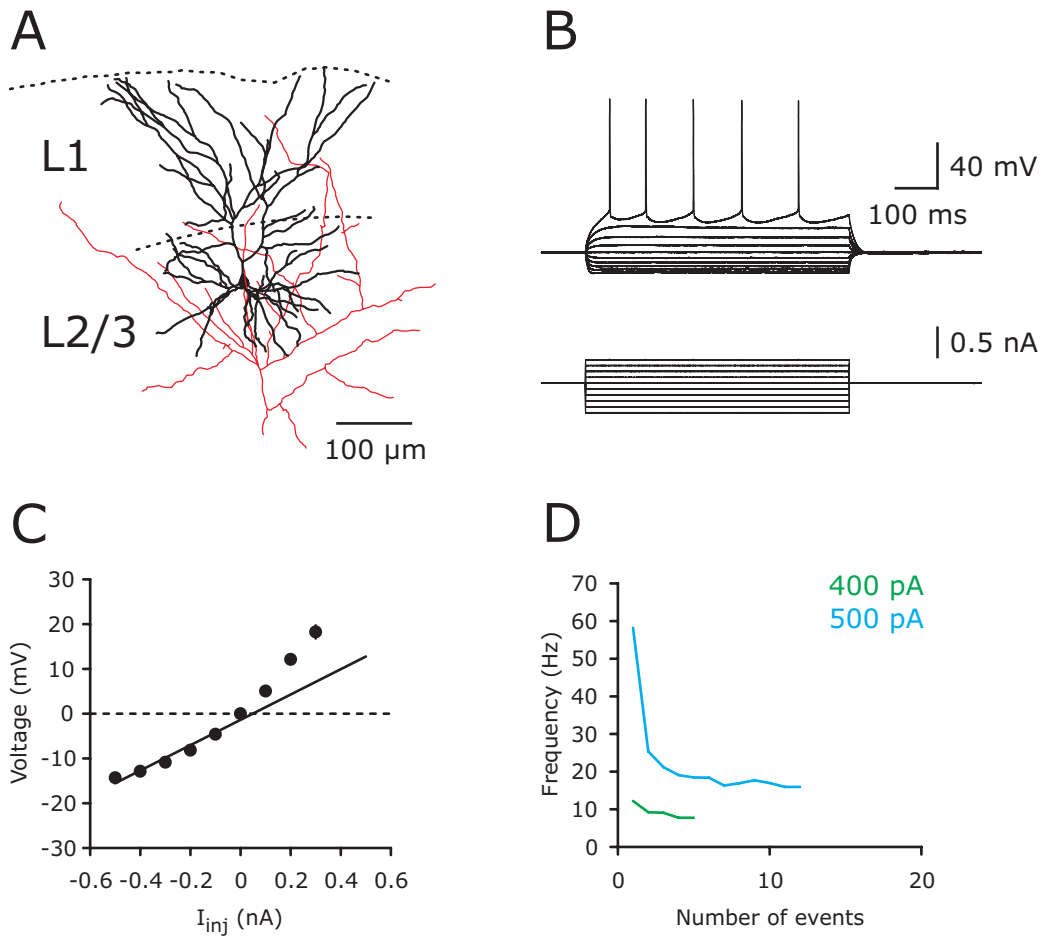 A
L1
L2/3
100 µm
B
40 mV
100 ms
0.5 nA
C
30
20
10
0
-10
-20
-30
Voltage (mV)
-0.6 -0.4 -0.2 0 0.2 0.4 0.6
Iinj (nA)
D
400 pA
500 pA
70
60
50
40
30
20
10
0
Frequency (Hz)
0 10 20
Number of events